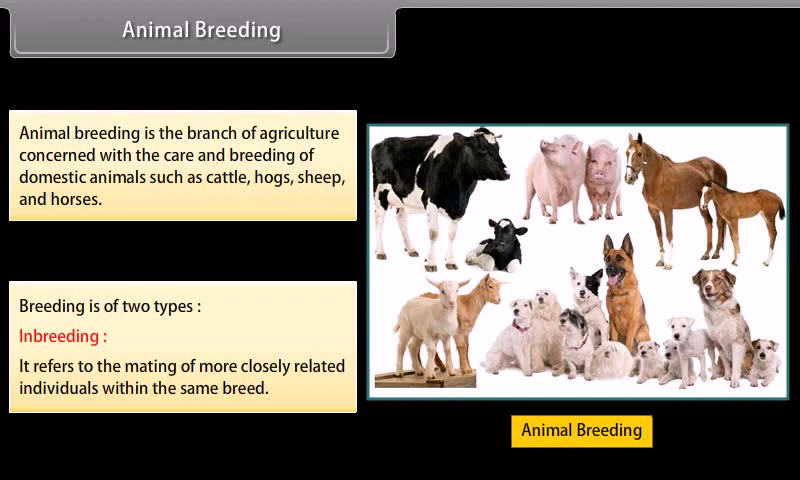 Animal Breeding
Animal breeding is the branch of agriculture
concerned with the care and breeding of
domestic animals such as cattle, hogs, sheep,
and horses.
Breeding is of two types :
Inbreeding :
It refers to the mating of more closely related
individuals within the same breed.
Animal Breeding